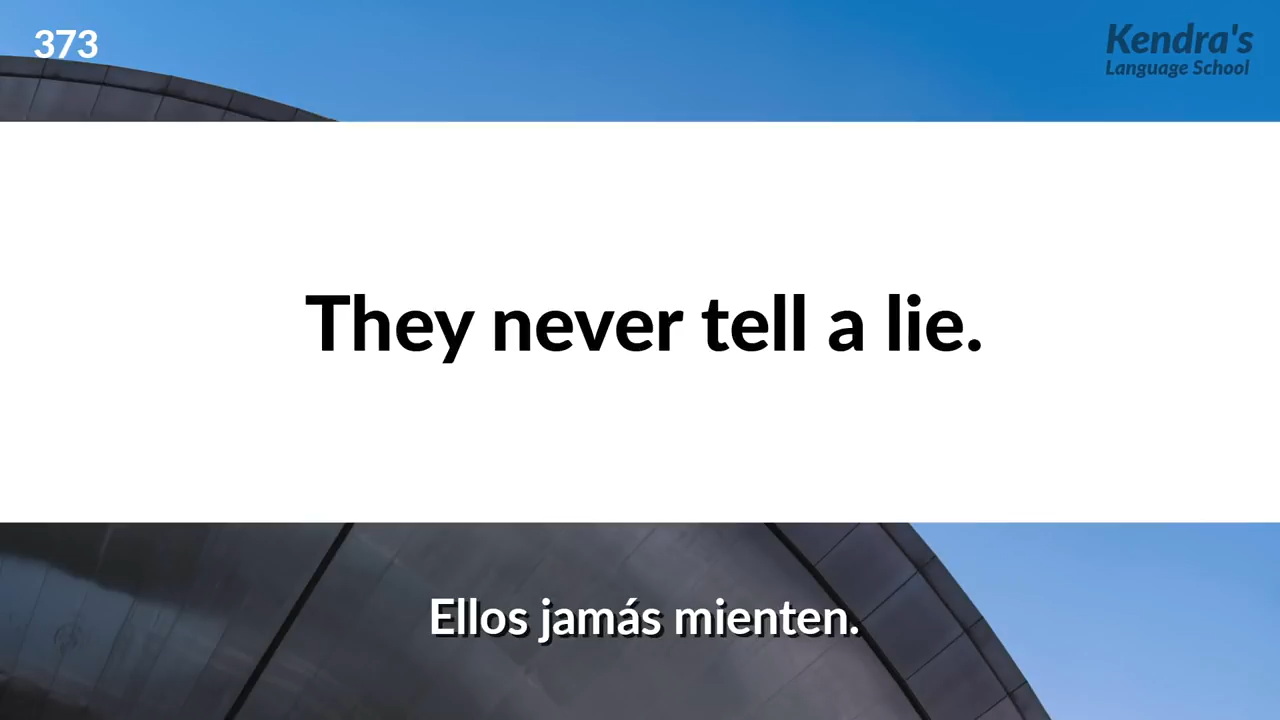 373
Kendra's
Language School
They never tell a lie.
Ellos jamás mienten.